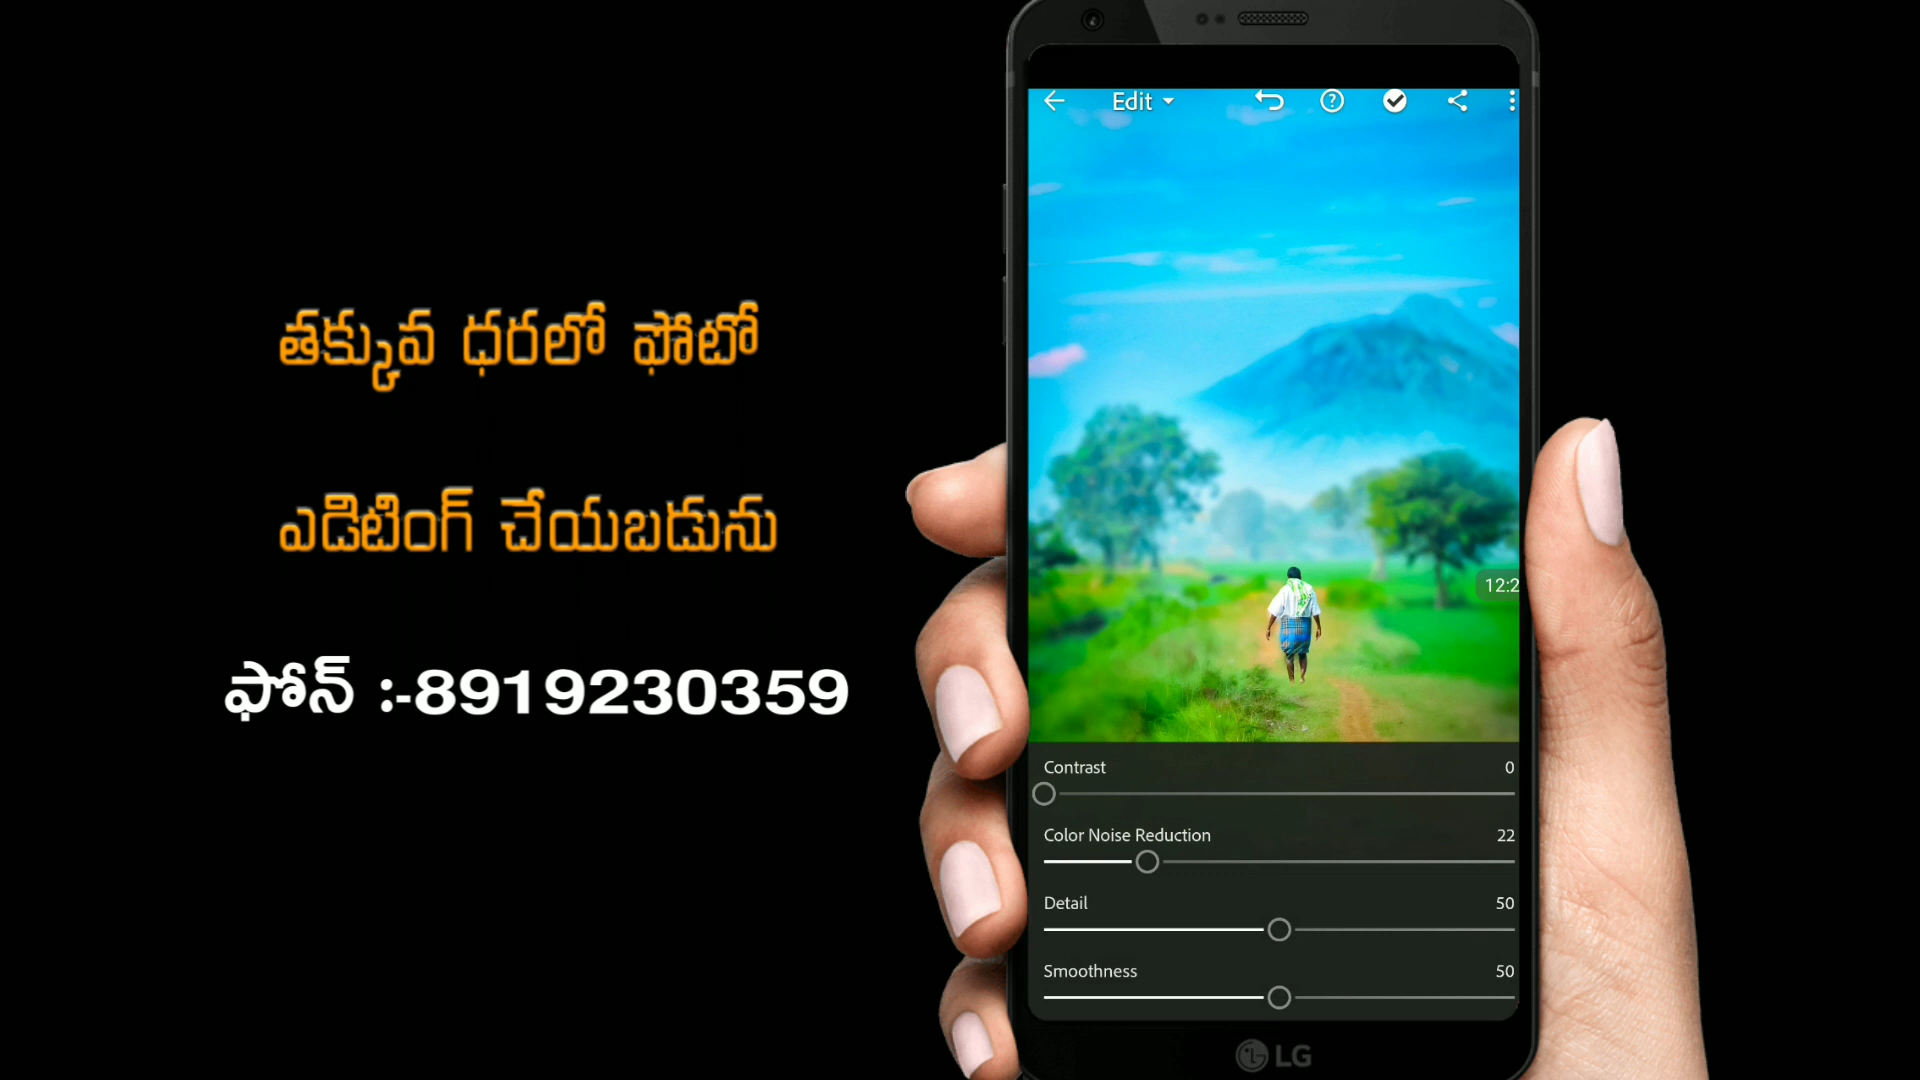 తక్కువ ధరలో ఫోటో
ఎడిటింగ్ చేయబడును
ఫోన్ :-8919230359
Edit
12:2
Contrast 0
Color Noise Reduction 22
Detail 50
Smoothness 50
LG